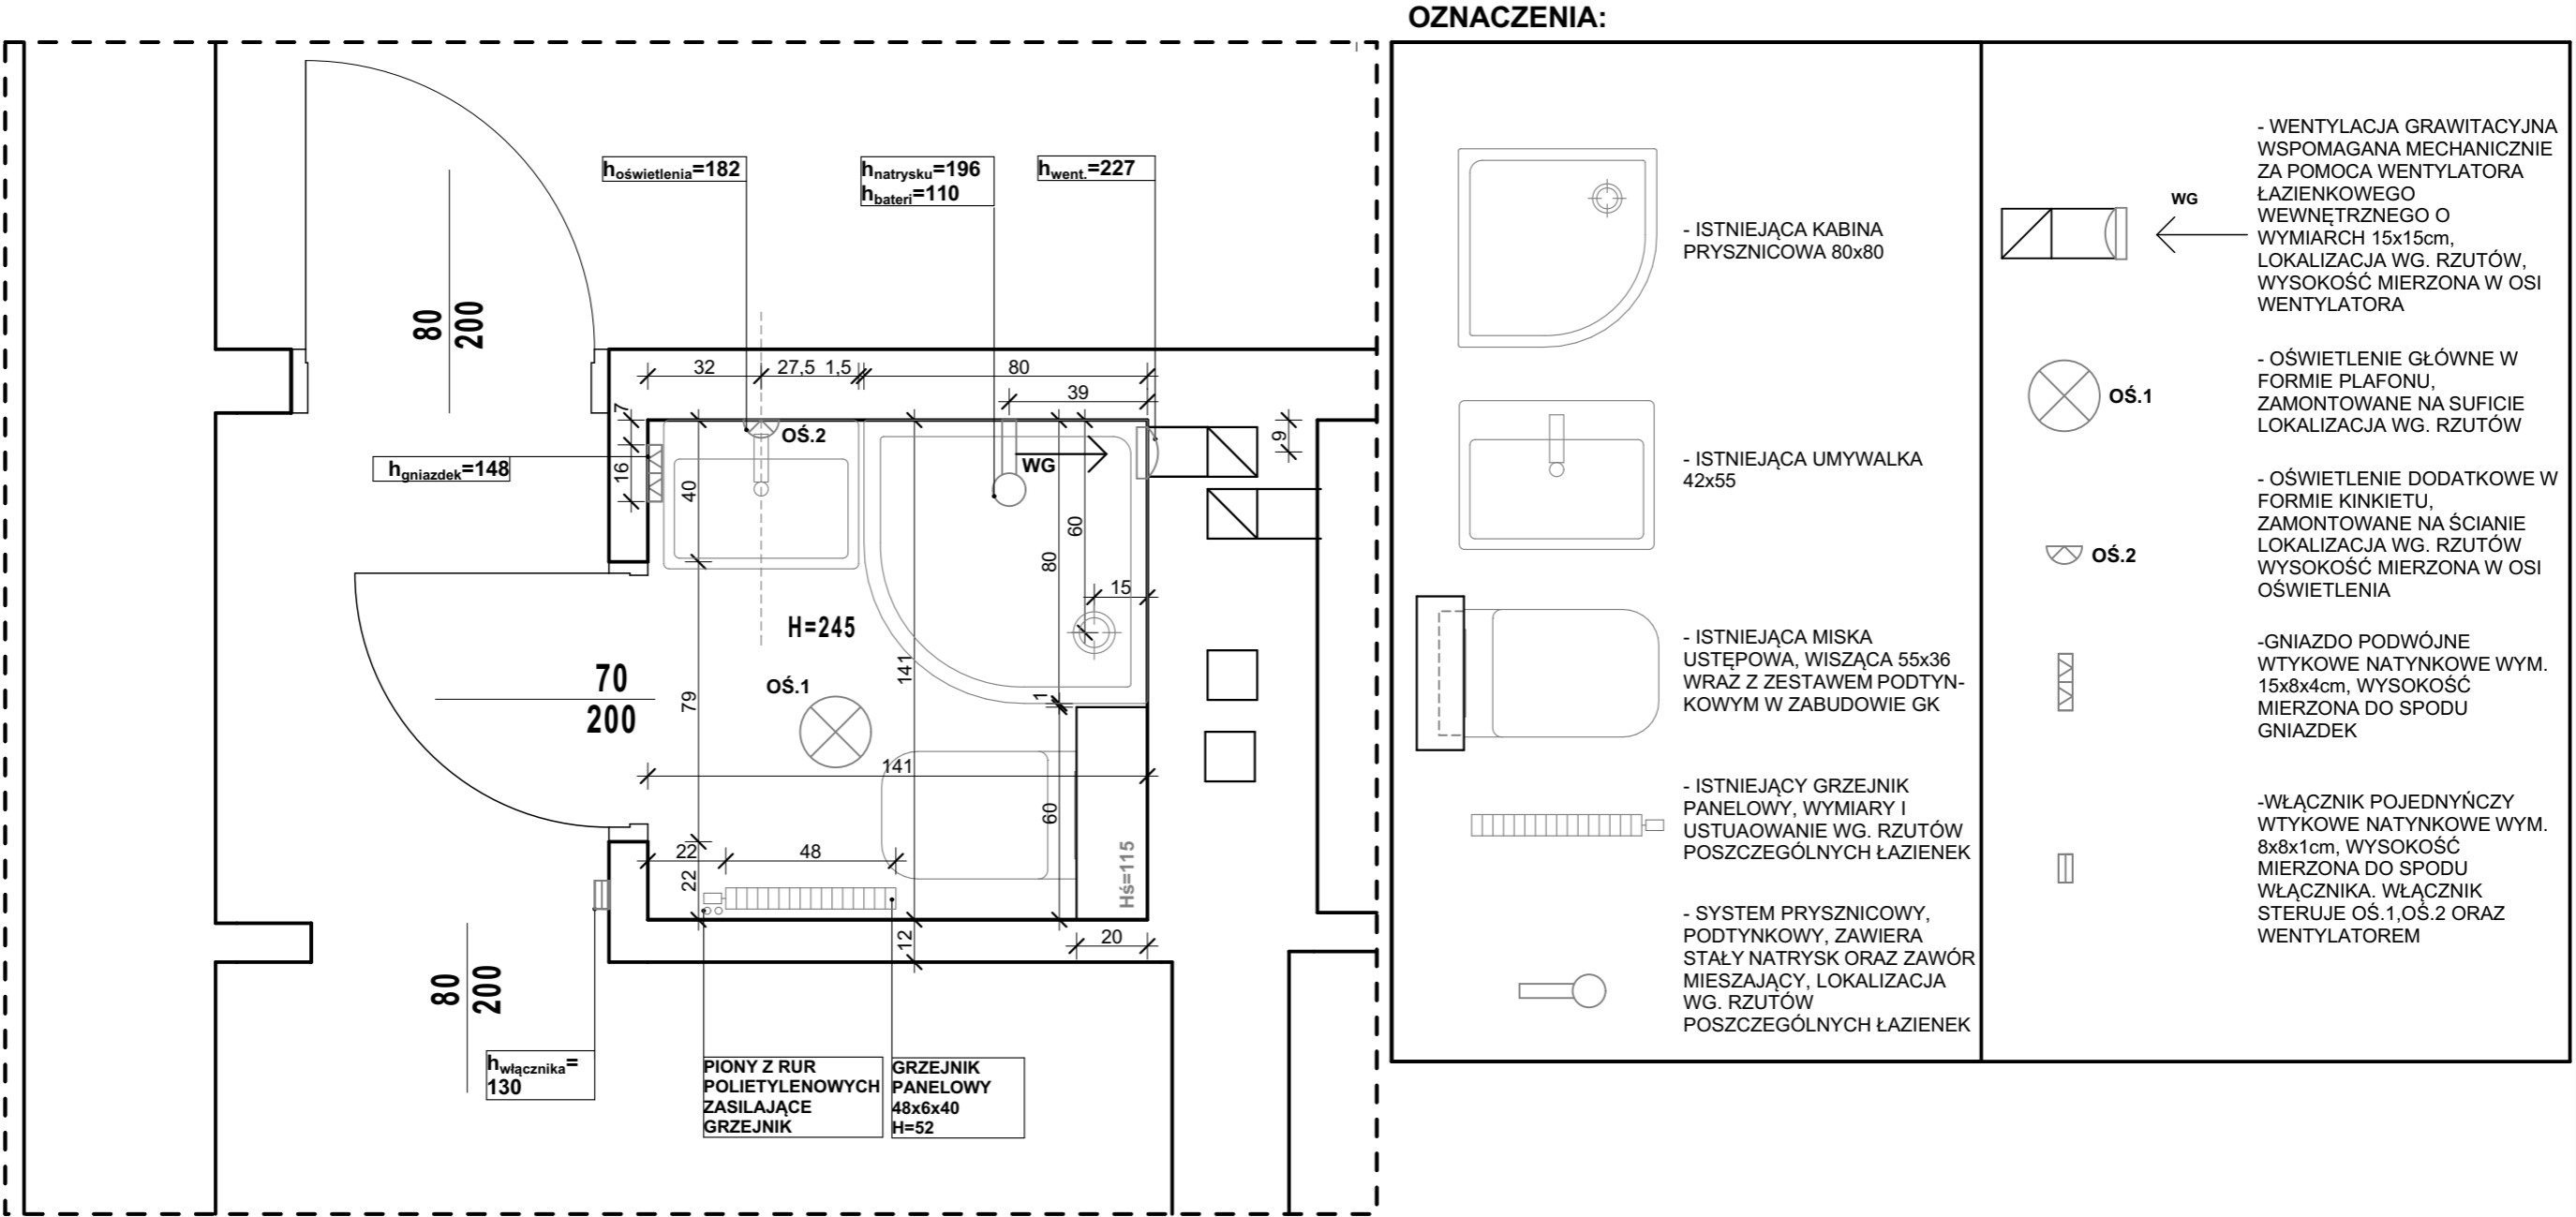 OZNACZENIA:
hoświetlenia=182
hnatrysku=196
hbateri=110
hwent.=227
80
200
32
27,5
1,5
80
39
7
16
9
OŚ.2
WG
hgniazdek=148
40
60
80
15
H=245
141
1
70
200
OŚ.1
79
141
60
22
48
22
Hś=115
12
20
80
200
hwłącznika=
130
PIONY Z RUR
POLIETYLENOWYCH
ZASILAJĄCE
GRZEJNIK
GRZEJNIK
PANELOWY
48x6x40
H=52
- ISTNIEJĄCA KABINA
PRYSZNICOWA 80x80
- ISTNIEJĄCA UMYWALKA
42x55
- ISTNIEJĄCA MISKA
USTĘPOWA, WISZĄCA 55x36
WRAZ Z ZESTAWEM PODTYN-
KOWYM W ZABUDOWIE GK
- ISTNIEJĄCY GRZEJNIK
PANELOWY, WYMIARY I
USTUAOWANIE WG. RZUTÓW
POSZCZEGÓLNYCH ŁAZIENEK
- SYSTEM PRYSZNICOWY,
PODTYNKOWY, ZAWIERA
STAŁY NATRYSK ORAZ ZAWÓR
MIESZAJĄCY, LOKALIZACJA
WG. RZUTÓW
POSZCZEGÓLNYCH ŁAZIENEK
WG
- WENTYLACJA GRAWITACYJNA
WSPOMAGANA MECHANICZNIE
ZA POMOCA WENTYLATORA
ŁAZIENKOWEGO
WEWNĘTRZNEGO O
WYMIARCH 15x15cm,
LOKALIZACJA WG. RZUTÓW,
WYSOKOŚĆ MIERZONA W OSI
WENTYLATORA
OŚ.1
- OŚWIETLENIE GŁÓWNE W
FORMIE PLAFONU,
ZAMONTOWANE NA SUFICIE
LOKALIZACJA WG. RZUTÓW
OŚ.2
- OŚWIETLENIE DODATKOWE W
FORMIE KINKIETU,
ZAMONTOWANE NA ŚCIANIE
LOKALIZACJA WG. RZUTÓW
WYSOKOŚĆ MIERZONA W OSI
OŚWIETLENIA
-GNIAZDO PODWÓJNE
WTYKOWE NATYNKOWE WYM.
15x8x4cm, WYSOKOŚĆ
MIERZONA DO SPODU
GNIAZDEK
-WŁĄCZNIK POJEDNYŃCZY
WTYKOWE NATYNKOWE WYM.
8x8x1cm, WYSOKOŚĆ
MIERZONA DO SPODU
WŁĄCZNIKA. WŁĄCZNIK
STERUJE OŚ.1,OŚ.2 ORAZ
WENTYLATOREM